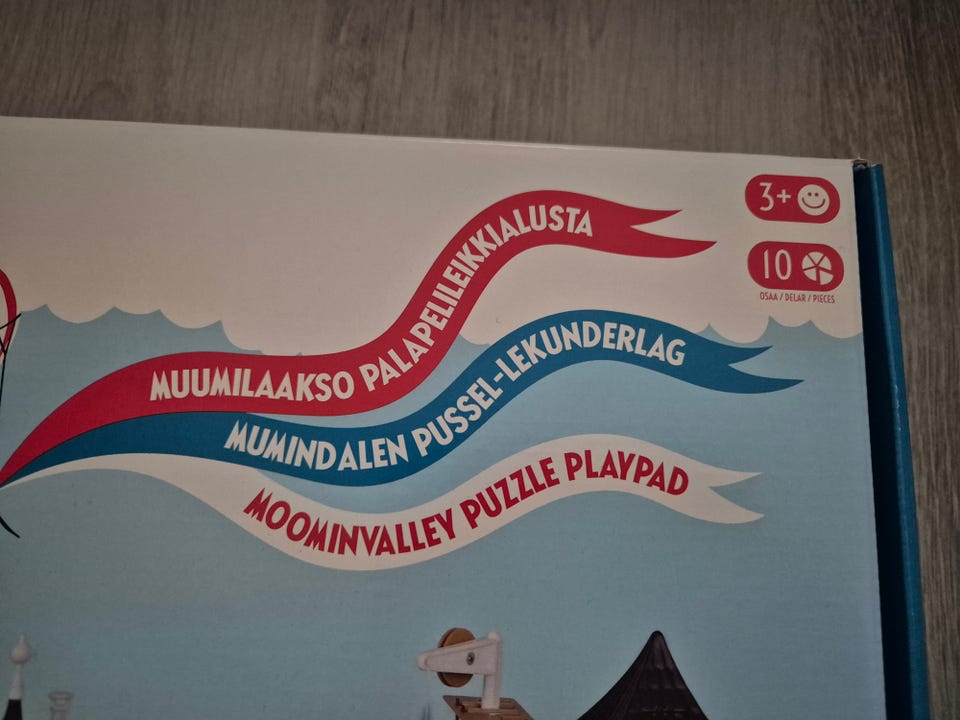 3+
10
OSAA / DELAR / PIECES
MUUMILAAKSO PALAPELILEIKKIALUSTA
MUMINDALEN PUSSEL-LEKUNDERLAG
MOOMINVALLEY PUZZLE PLAYPAD